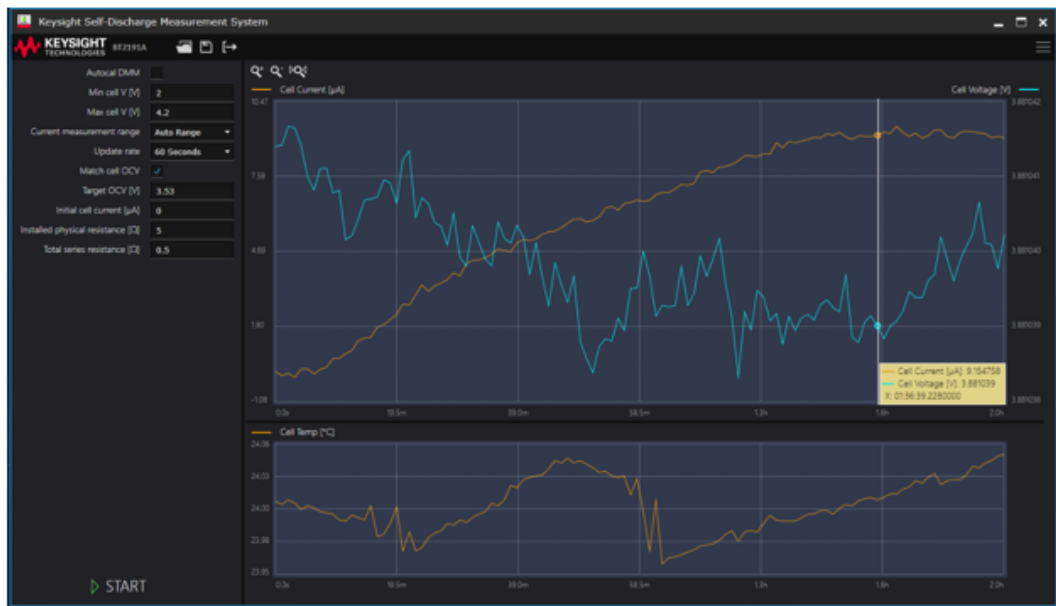 Keysight Self-Discharge Measurement System
KEYSIGHT
TECHNOLOGIES
BT2191A
Autocal DMM
Min cell V [V] 2
Max cell V [V] 4.2
Current measurement range Auto Range
Update rate 60 Seconds
Match cell OCV
Target OCV [V] 3.53
Initial cell current [µA] 0
Installed physical resistance [Ω] 5
Total series resistance [Ω] 0.5
START
Cell Current [µA] Cell Voltage [V]
10.47 3.881042
7.58 3.881041
4.69 3.881040
1.80 3.881039
-1.08 3.881038
Cell Current [µA]: 9.154758
Cell Voltage [V]: 3.881039
X: 01:36:39.2280000
0.0s 19.5m 39.0m 58.5m 1.3h 1.6h 2.0h
Cell Temp [°C]
24.06
24.03
24.00
23.98
23.95
0.0s 19.5m 39.0m 58.5m 1.3h 1.6h 2.0h